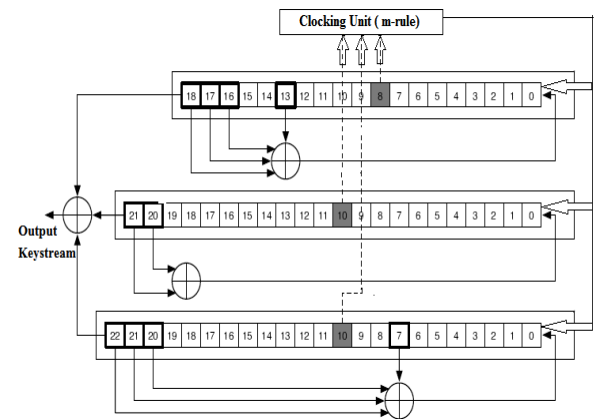 Clocking Unit ( m-rule)
18 17 16 15 14 13 12 11 10 9 8 7 6 5 4 3 2 1 0
21 20 19 18 17 16 15 14 13 12 11 10 9 8 7 6 5 4 3 2 1 0
Output
Keystream
22 21 20 19 18 17 16 15 14 13 12 11 10 9 8 7 6 5 4 3 2 1 0